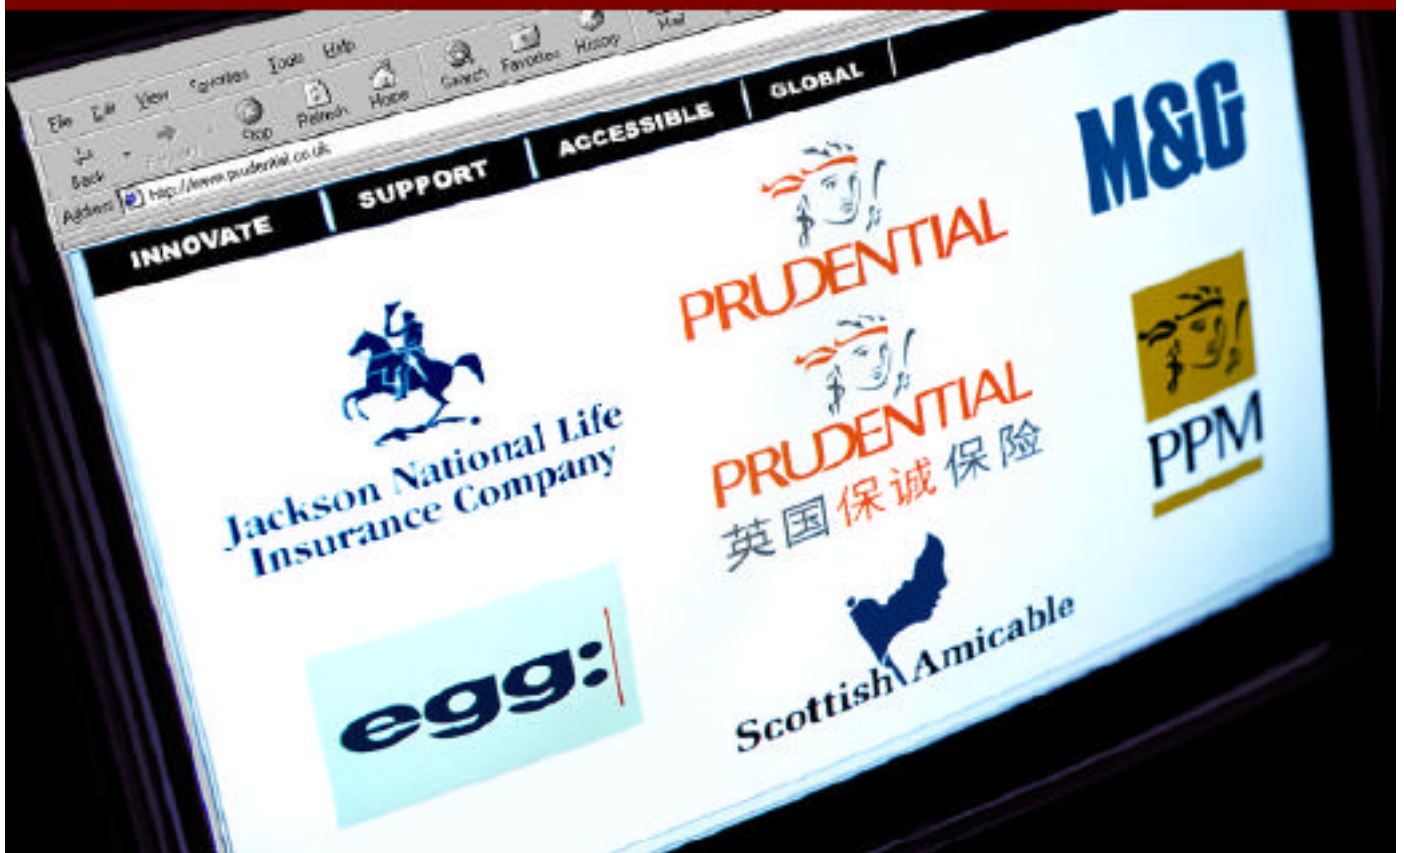 File Edit View Favorites Tools Help
Back
Stop Refresh Home Search Favorites History Mail
Address http://www.prudential.co.uk
INNOVATE SUPPORT ACCESSIBLE GLOBAL
M&G
PRUDENTIAL
Jackson National Life
Insurance Company
PRUDENTIAL
英国保诚保险
PPM
egg:
Scottish Amicable